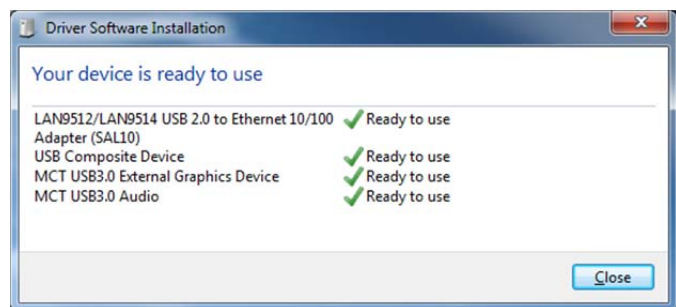 Driver Software Installation
Your device is ready to use
LAN9512/LAN9514 USB 2.0 to Ethernet 10/100 Ready to use
Adapter (SAL10)
USB Composite Device Ready to use
MCT USB3.0 External Graphics Device Ready to use
MCT USB3.0 Audio Ready to use
Close